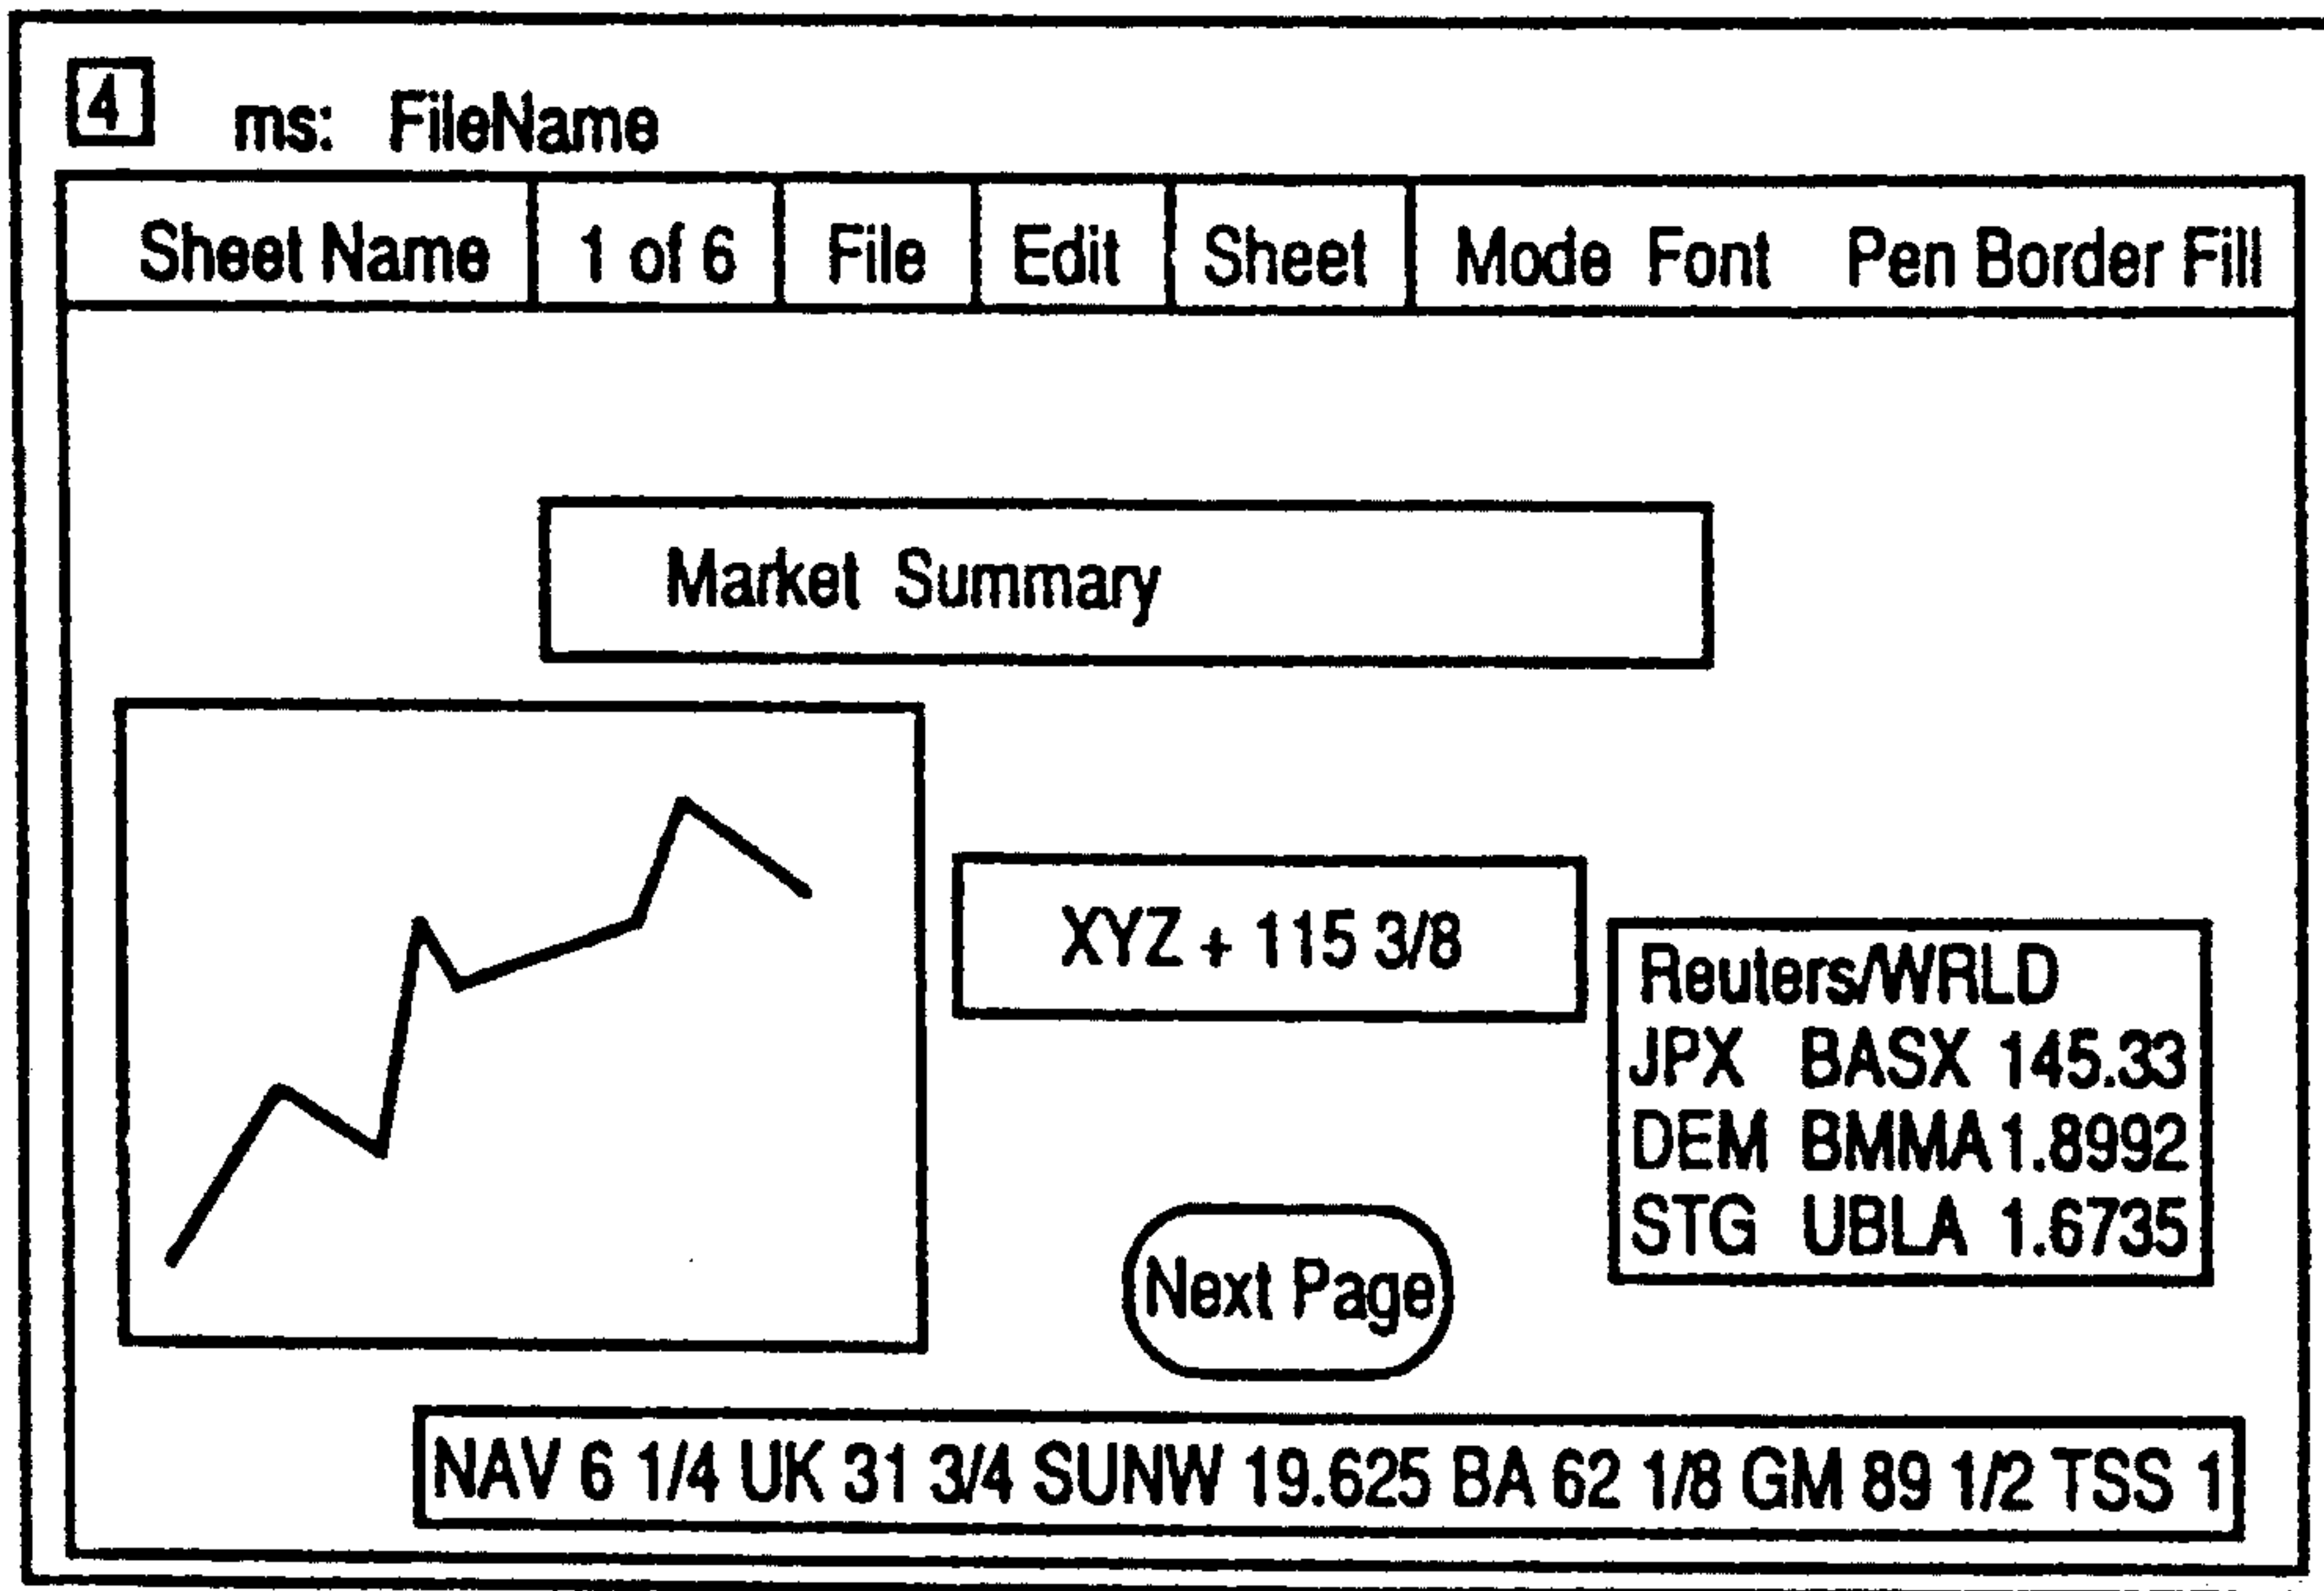 4 ms: FileName
Sheet Name 1 of 6 File Edit Sheet Mode Font Pen Border Fill
Market Summary
XYZ + 115 3/8
Reuters/WRLD
JPX BASX 145.33
DEM BMMA 1.8992
STG UBLA 1.6735
Next Page
NAV 6 1/4 UK 31 3/4 SUNW 19.625 BA 62 1/8 GM 89 1/2 TSS 1